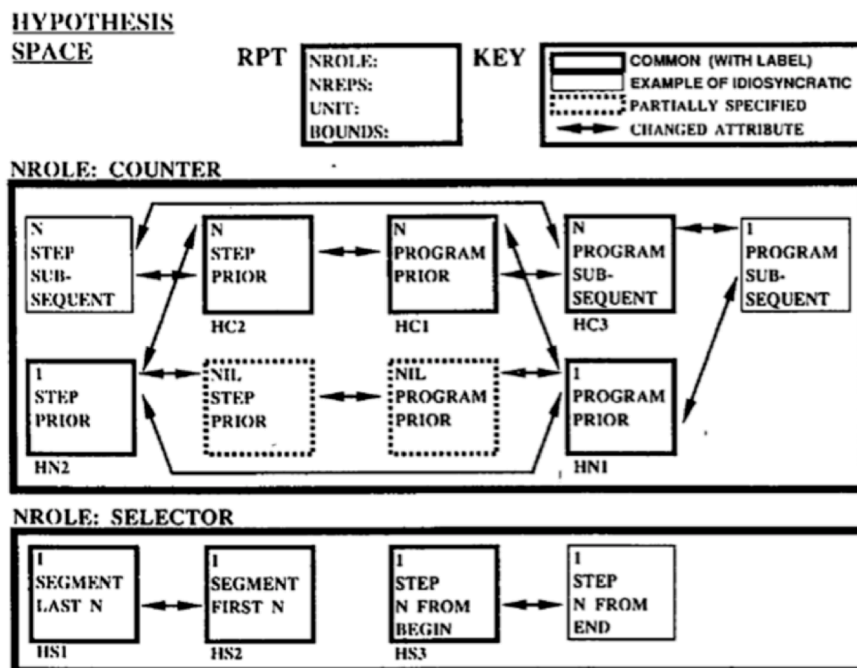 HYPOTHESIS
SPACE
RPT
NROLE:
NREPS:
UNIT:
BOUNDS:
KEY
COMMON (WITH LABEL)
EXAMPLE OF IDIOSYNCRATIC
PARTIALLY SPECIFIED
CHANGED ATTRIBUTE
NROLE: COUNTER
N
STEP
SUB-
SEQUENT
N
STEP
PRIOR
HC2
N
PROGRAM
PRIOR
HC1
N
PROGRAM
SUB-
SEQUENT
HC3
1
PROGRAM
SUB-
SEQUENT
1
STEP
PRIOR
HN2
NIL
STEP
PRIOR
NIL
PROGRAM
PRIOR
1
PROGRAM
PRIOR
HN1
NROLE: SELECTOR
1
SEGMENT
LAST N
HS1
1
SEGMENT
FIRST N
HS2
1
STEP
N FROM
BEGIN
HS3
1
STEP
N FROM
END